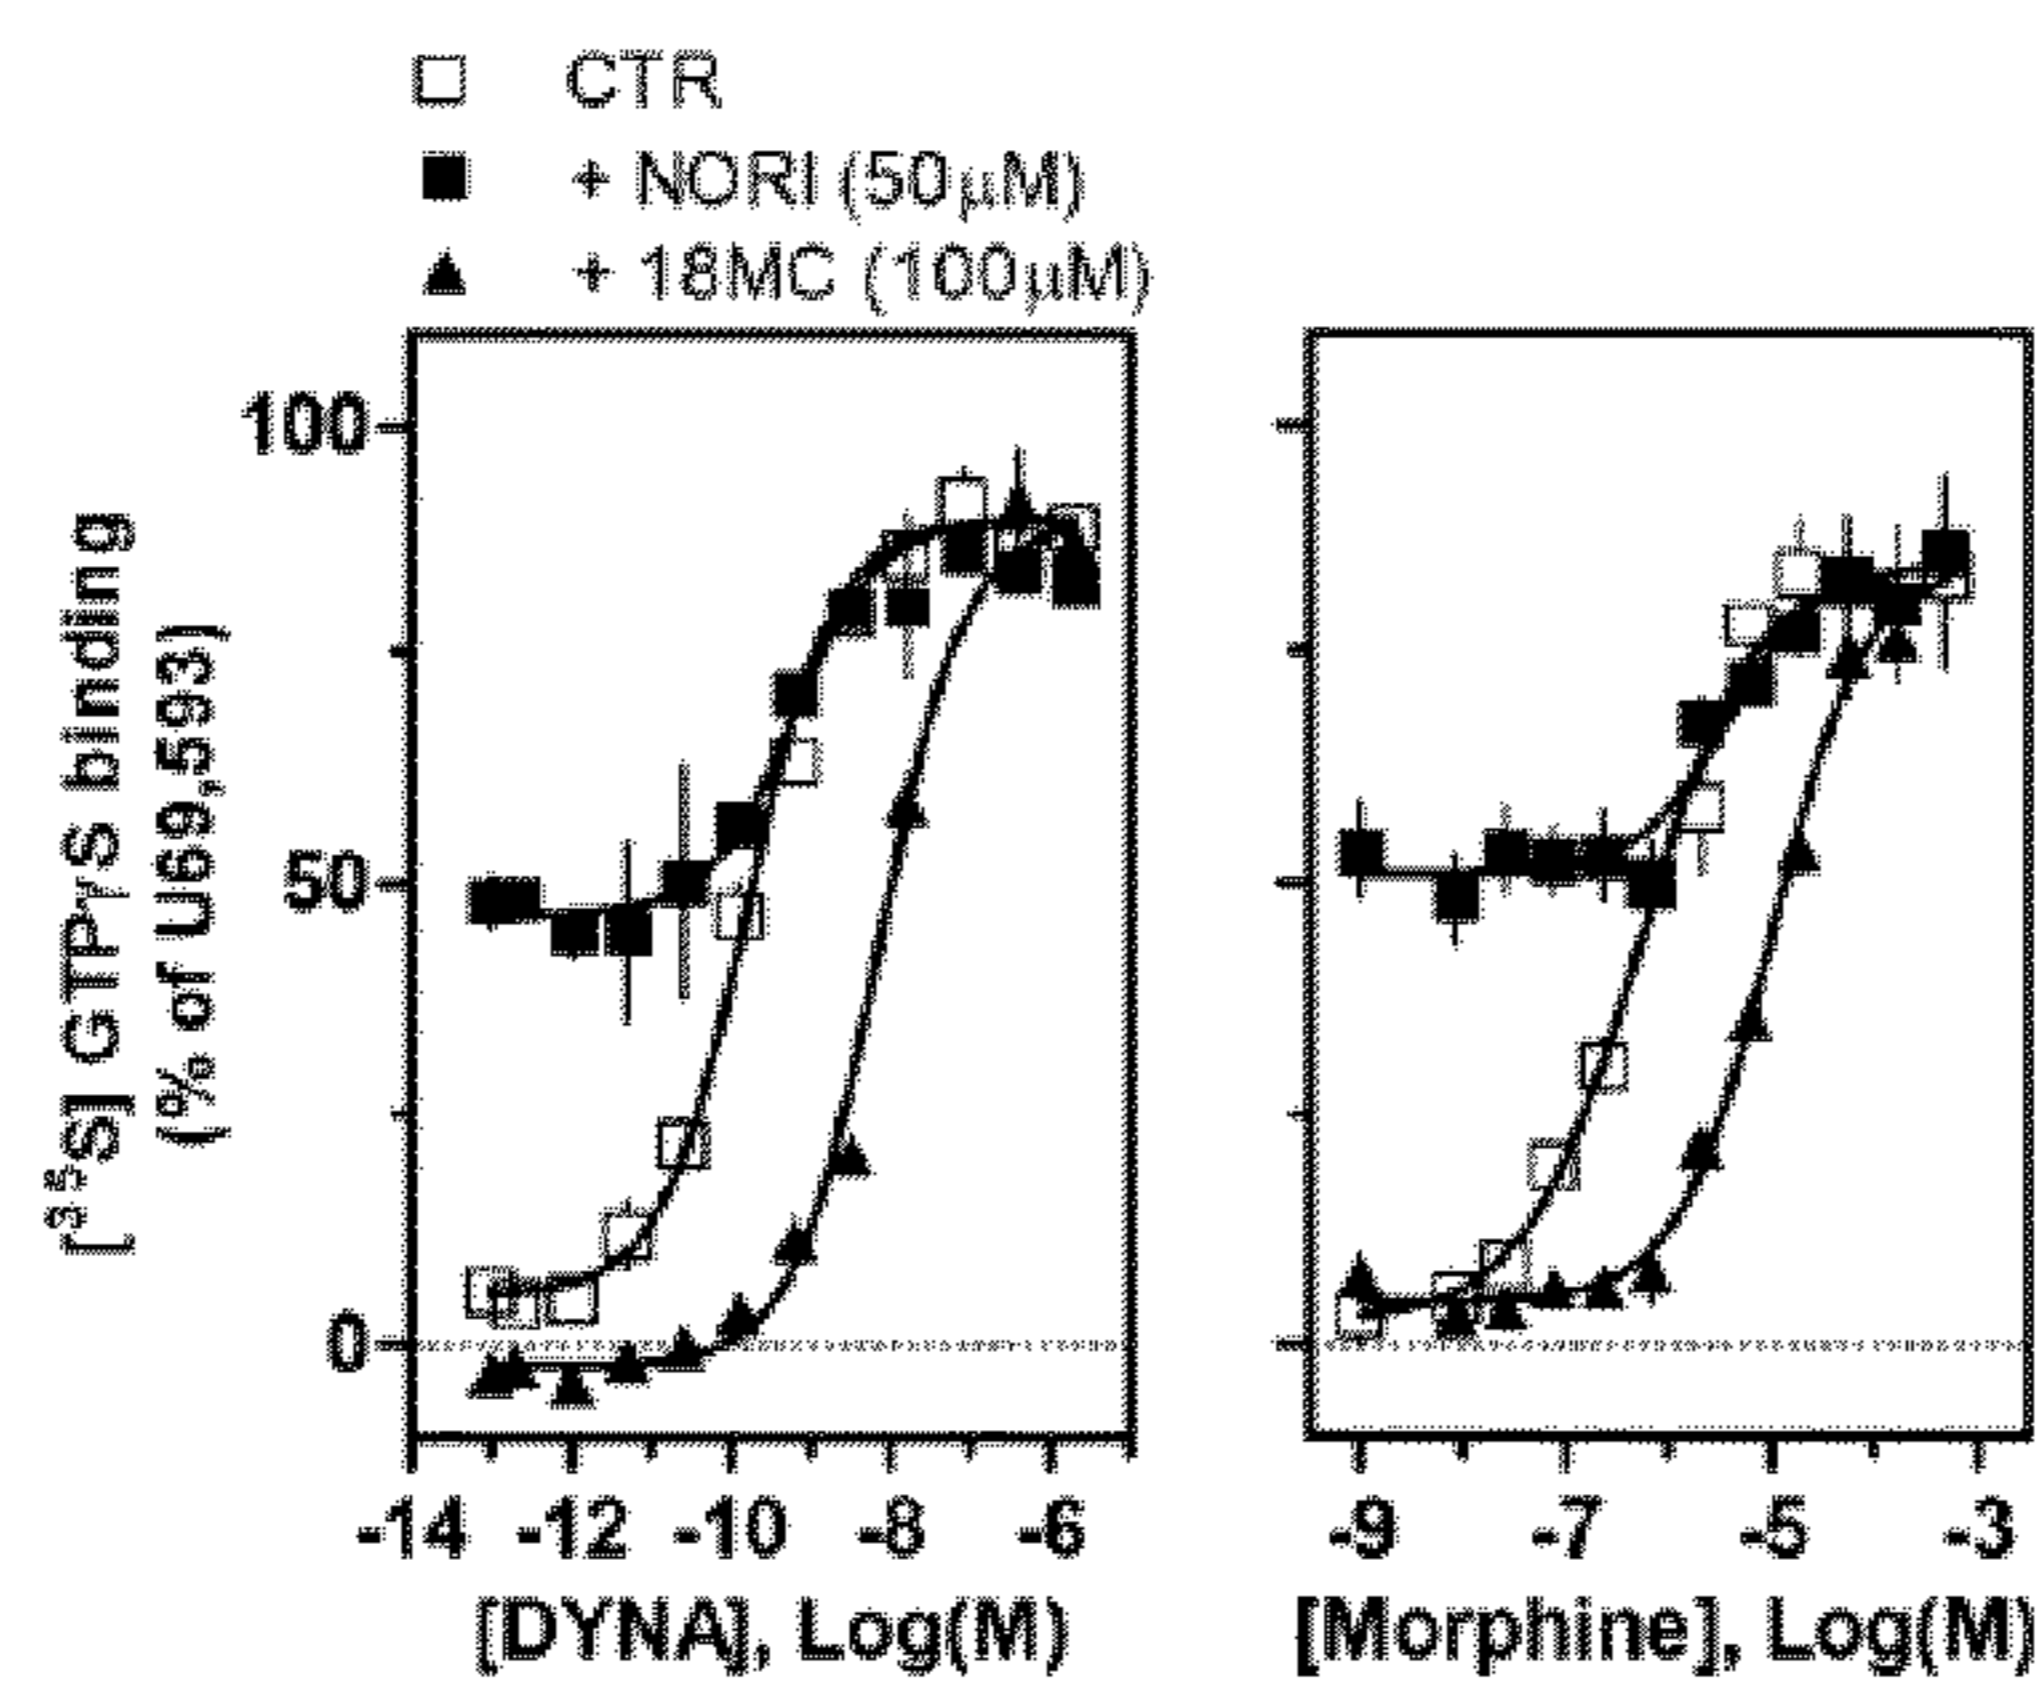 CTR
+ NORI (50μM)
+ 18MC (100μM)
[³⁵S] GTPγS binding
(% of U69,593)
100
50
0
-14 -12 -10 -8 -6
-9 -7 -5 -3
[DYNA], Log(M)
[Morphine], Log(M)